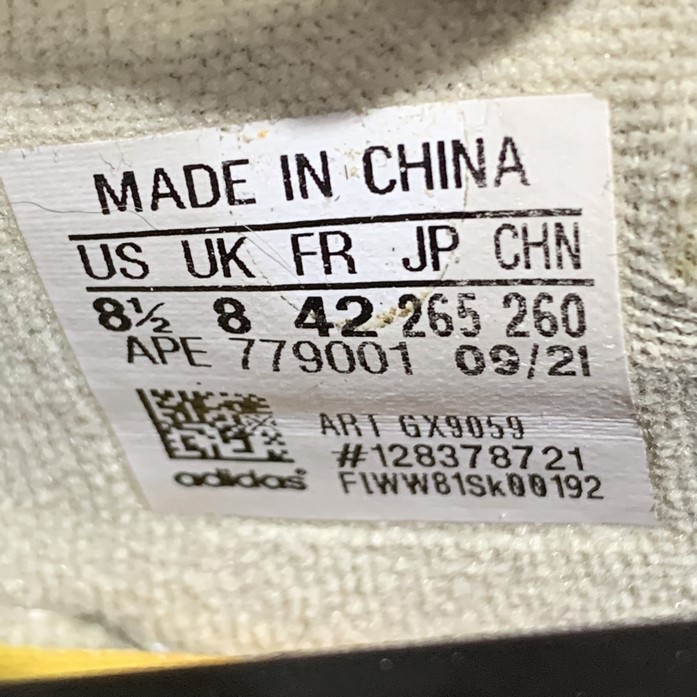 MADE IN CHINA
US UK FR JP CHN
8½ 8 42 265 260
APE 779001 09/21
ART GX9059
#128378721
adidas
FIWW81Sk00192